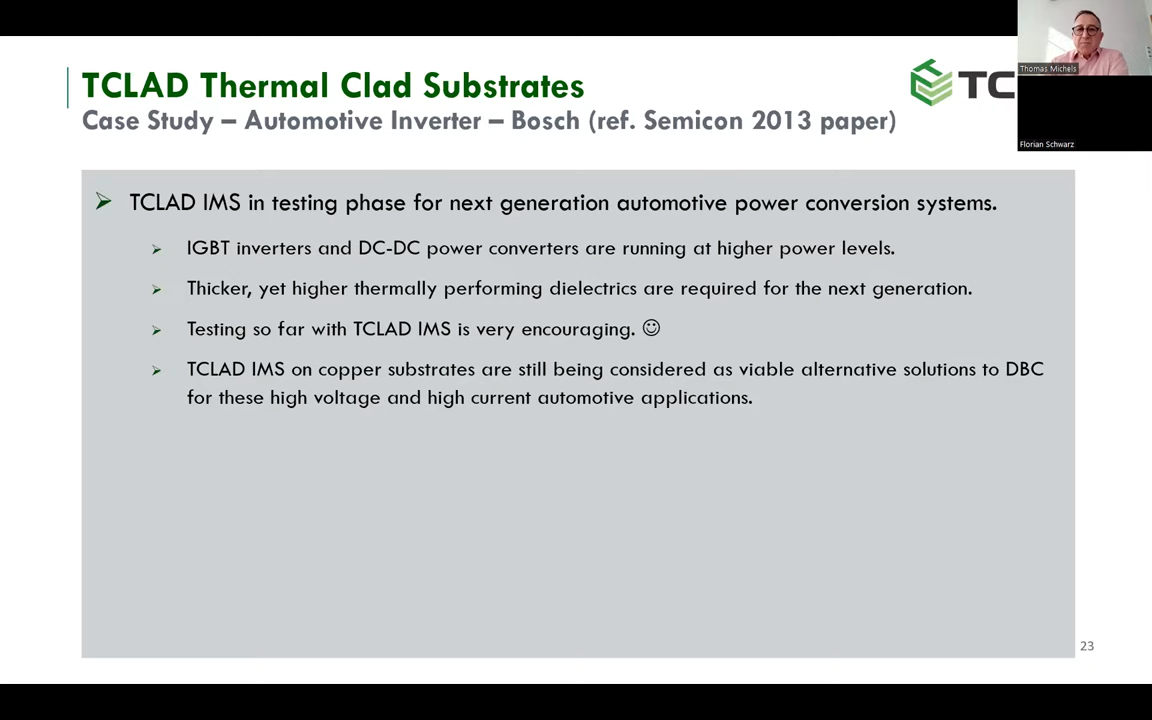 TCLAD Thermal Clad Substrates
Case Study – Automotive Inverter – Bosch (ref. Semicon 2013 paper)
TC
Thomas Michels
Florian Schwarz
TCLAD IMS in testing phase for next generation automotive power conversion systems.
IGBT inverters and DC-DC power converters are running at higher power levels.
Thicker, yet higher thermally performing dielectrics are required for the next generation.
Testing so far with TCLAD IMS is very encouraging. ☺
TCLAD IMS on copper substrates are still being considered as viable alternative solutions to DBC
for these high voltage and high current automotive applications.
23